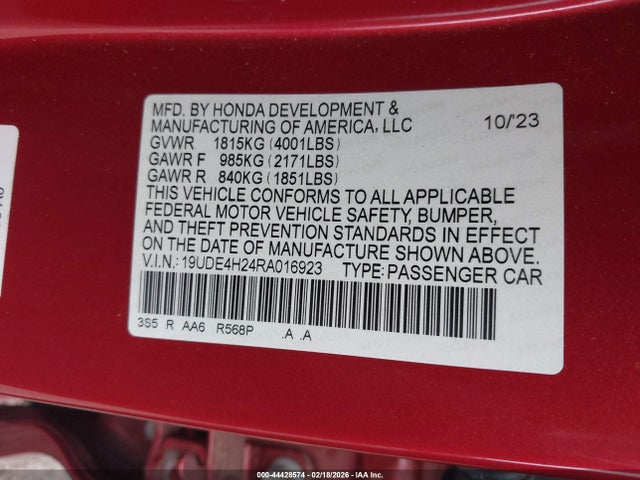 MFD. BY HONDA DEVELOPMENT &
MANUFACTURING OF AMERICA, LLC 10/'23
GVWR 1815KG (4001LBS)
GAWR F 985KG (2171LBS)
GAWR R 840KG (1851LBS)
THIS VEHICLE CONFORMS TO ALL APPLICABLE
FEDERAL MOTOR VEHICLE SAFETY, BUMPER,
AND THEFT PREVENTION STANDARDS IN EFFECT
ON THE DATE OF MANUFACTURE SHOWN ABOVE.
V.I.N.:19UDE4H24RA016923 TYPE:PASSENGER CAR
3S5 R AA6 R568P .A .A
000-44428574 - 02/18/2026 - IAA Inc.